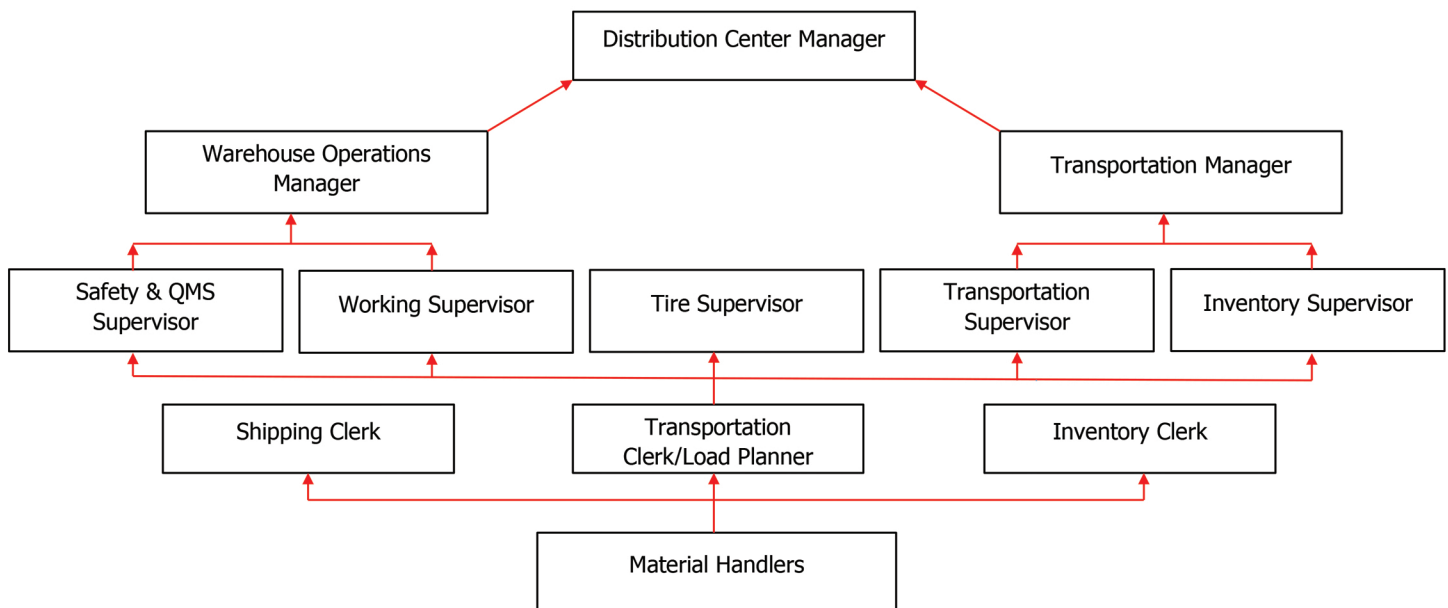 Distribution Center Manager
Warehouse Operations
Manager
Transportation Manager
Safety & QMS
Supervisor
Working Supervisor
Tire Supervisor
Transportation
Supervisor
Inventory Supervisor
Shipping Clerk
Transportation
Clerk/Load Planner
Inventory Clerk
Material Handlers